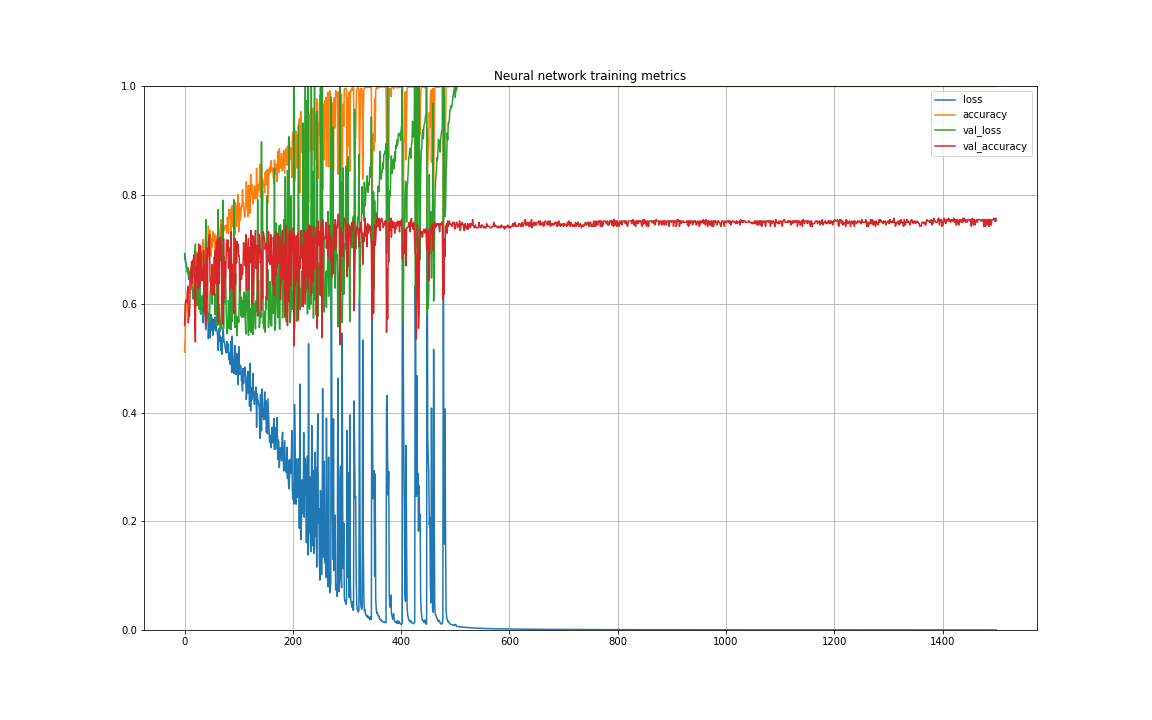 Neural network training metrics
1.0
0.8
0.6
0.4
0.2
0.0
0 200 400 600 800 1000 1200 1400
loss
accuracy
val_loss
val_accuracy